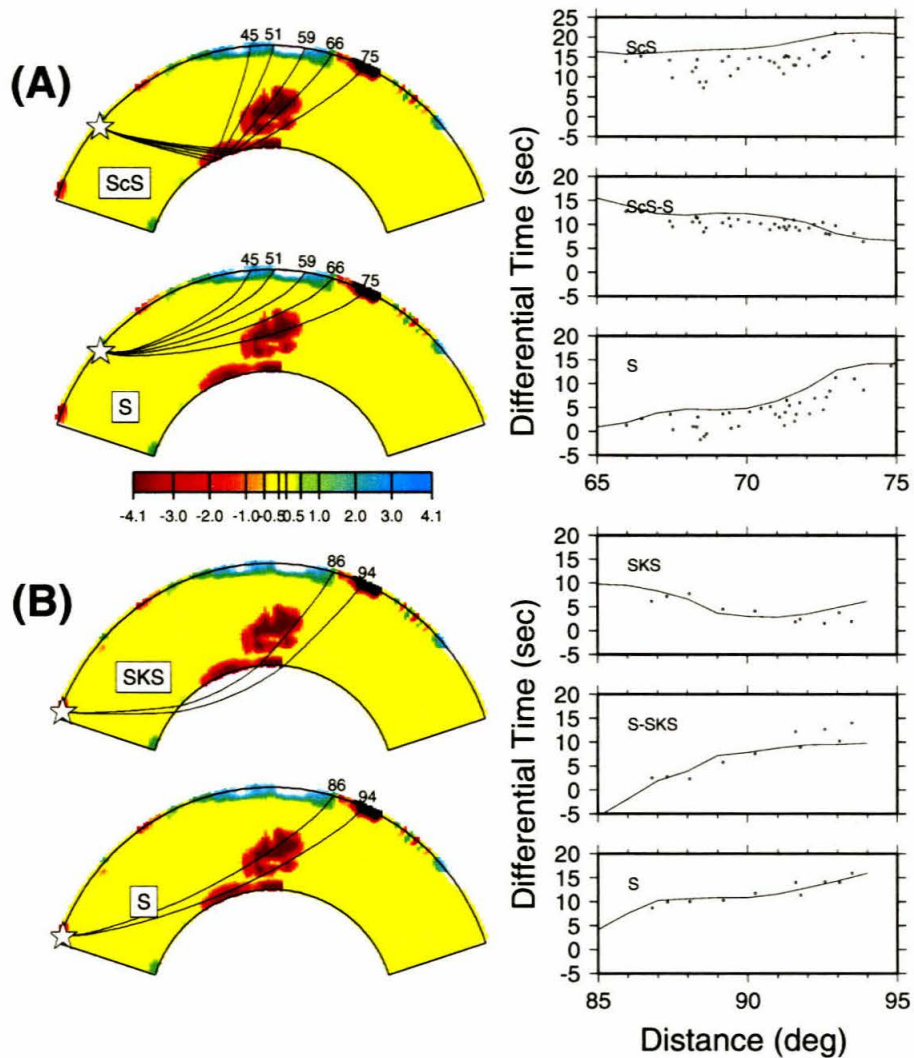 (A)
45 51 59 66 75
ScS
45 51 59 66 75
S
-4.1 -3.0 -2.0 -1.0 -0.5 0.5 1.0 2.0 3.0 4.1
(B)
86 94
SKS
86 94
S
Differential Time (sec)
25
20
15
10
5
0
-5
ScS
20
15
10
5
0
-5
ScS-S
20
15
10
5
0
-5
S
65 70 75
Differential Time (sec)
20
15
10
5
0
-5
SKS
20
15
10
5
0
-5
S-SKS
20
15
10
5
0
-5
S
85 90 95
Distance (deg)